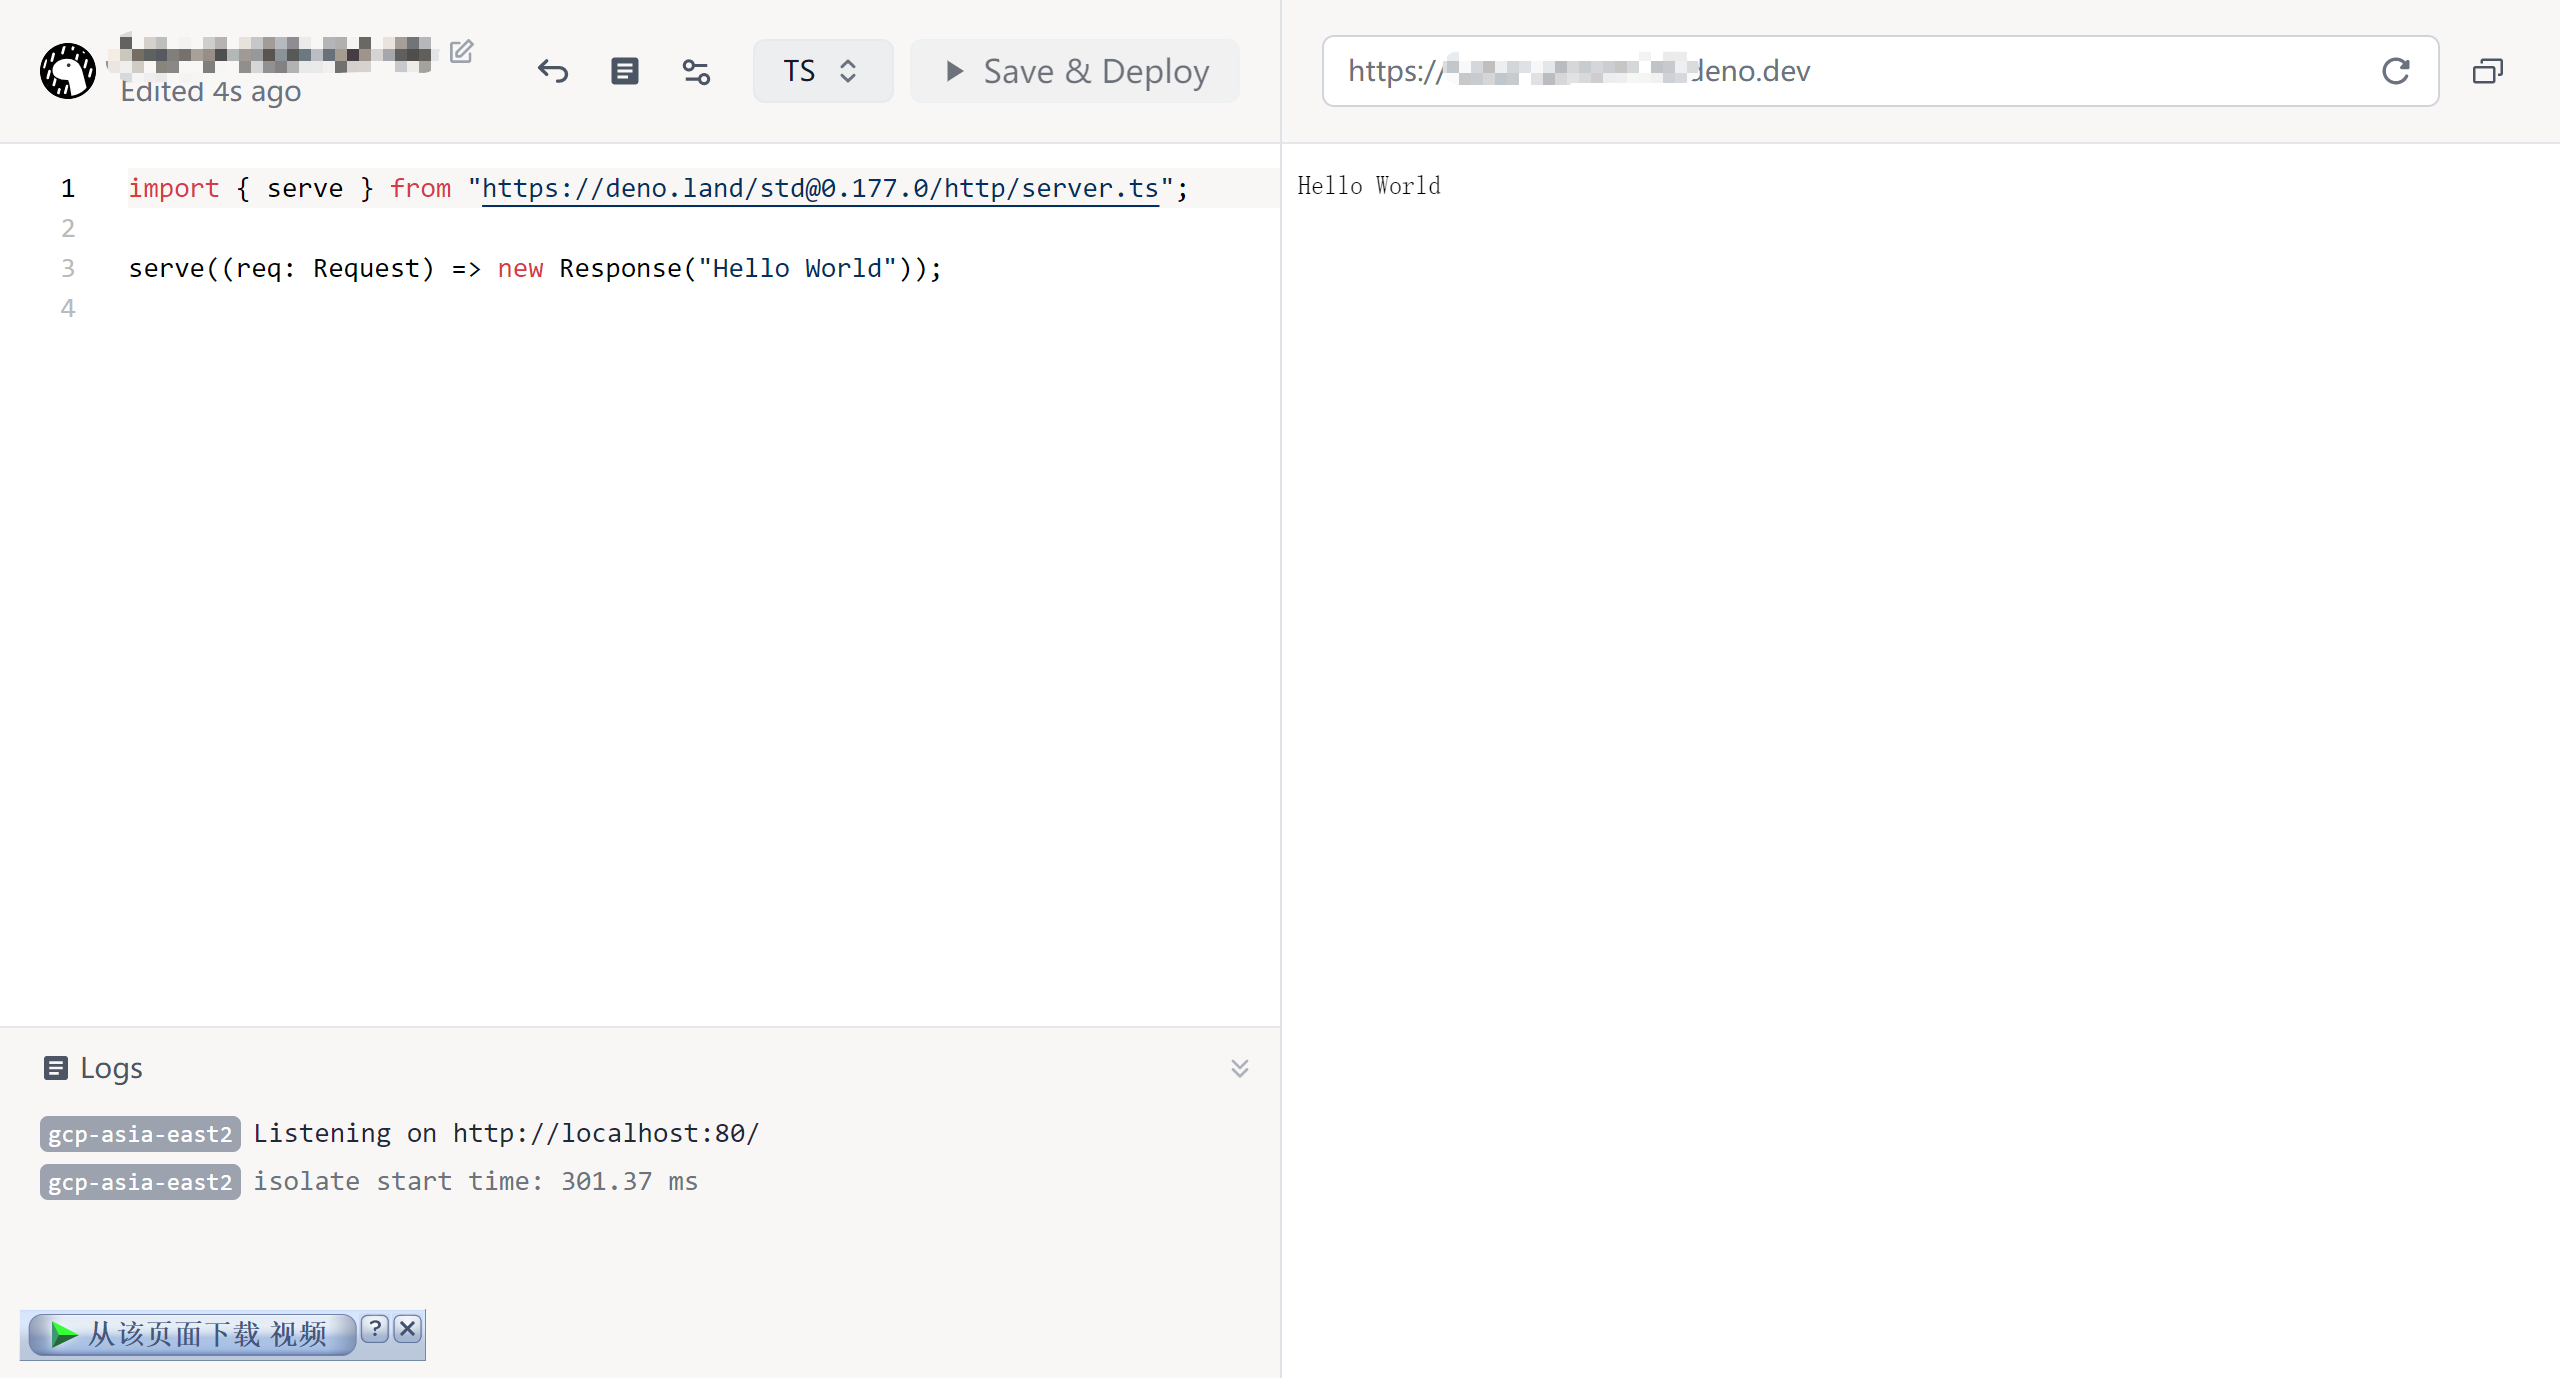 Edited 4s ago
TS
Save & Deploy
https://
deno.dev
1 import { serve } from "https://deno.land/std@0.177.0/http/server.ts";
2
3 serve((req: Request) => new Response("Hello World"));
4
Hello World
Logs
gcp-asia-east2 Listening on http://localhost:80/
gcp-asia-east2 isolate start time: 301.37 ms
从该页面下载 视频
?